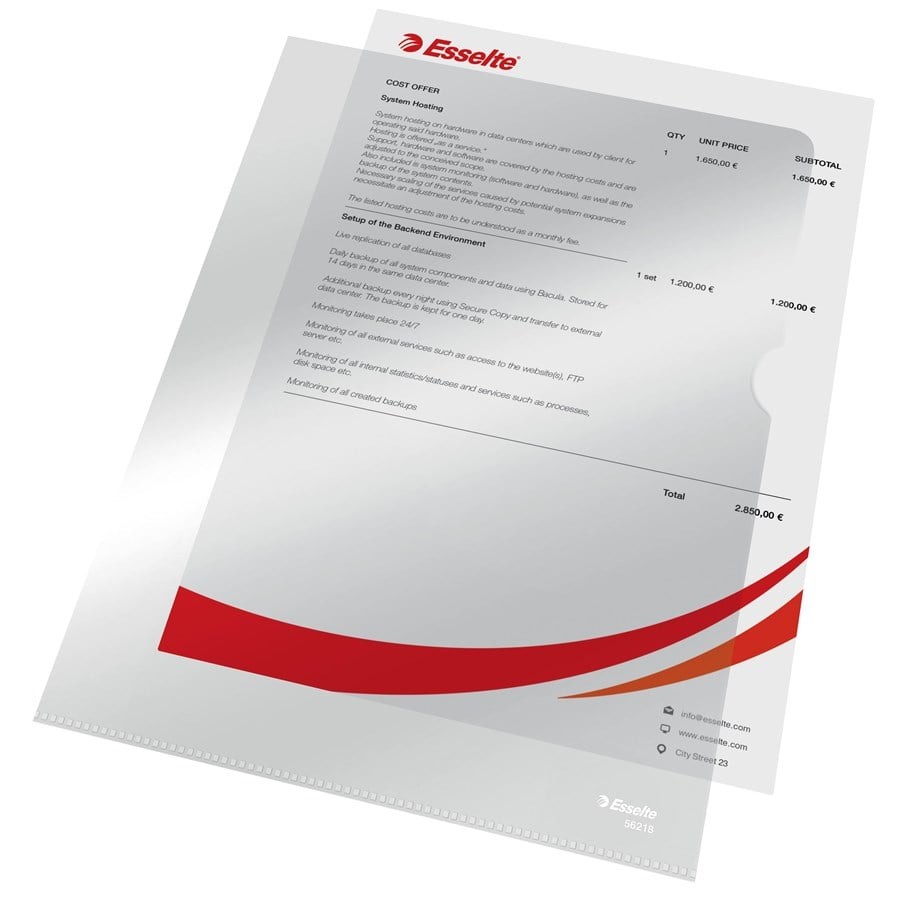 Esselte
COST OFFER
QTY UNIT PRICE SUBTOTAL
System Hosting
1 1.650,00 € 1.650,00 €
System hosting on hardware in data centers which are used by client for
operating said hardware.
Hosting is offered „as a service."
Support, hardware and software are covered by the hosting costs and are
adjusted to the conceived scope.
Also included is system monitoring (software and hardware), as well as the
backup of the system contents.
Necessary scaling of the services caused by potential system expansions
necessitate an adjustment of the hosting costs.
The listed hosting costs are to be understood as a monthly fee.
Setup of the Backend Environment
1 set 1.200,00 € 1.200,00 €
Live replication of all databases
Daily backup of all system components and data using Bacula. Stored for
14 days in the same data center.
Additional backup every night using Secure Copy and transfer to external
data center. The backup is kept for one day.
Monitoring takes place 24/7
Monitoring of all external services such as access to the website(s), FTP
server etc.
Monitoring of all internal statistics/statuses and services such as processes,
disk space etc.
Monitoring of all created backups
Total 2.850,00 €
info@esselte.com
www.esselte.com
City Street 23
Esselte
56218